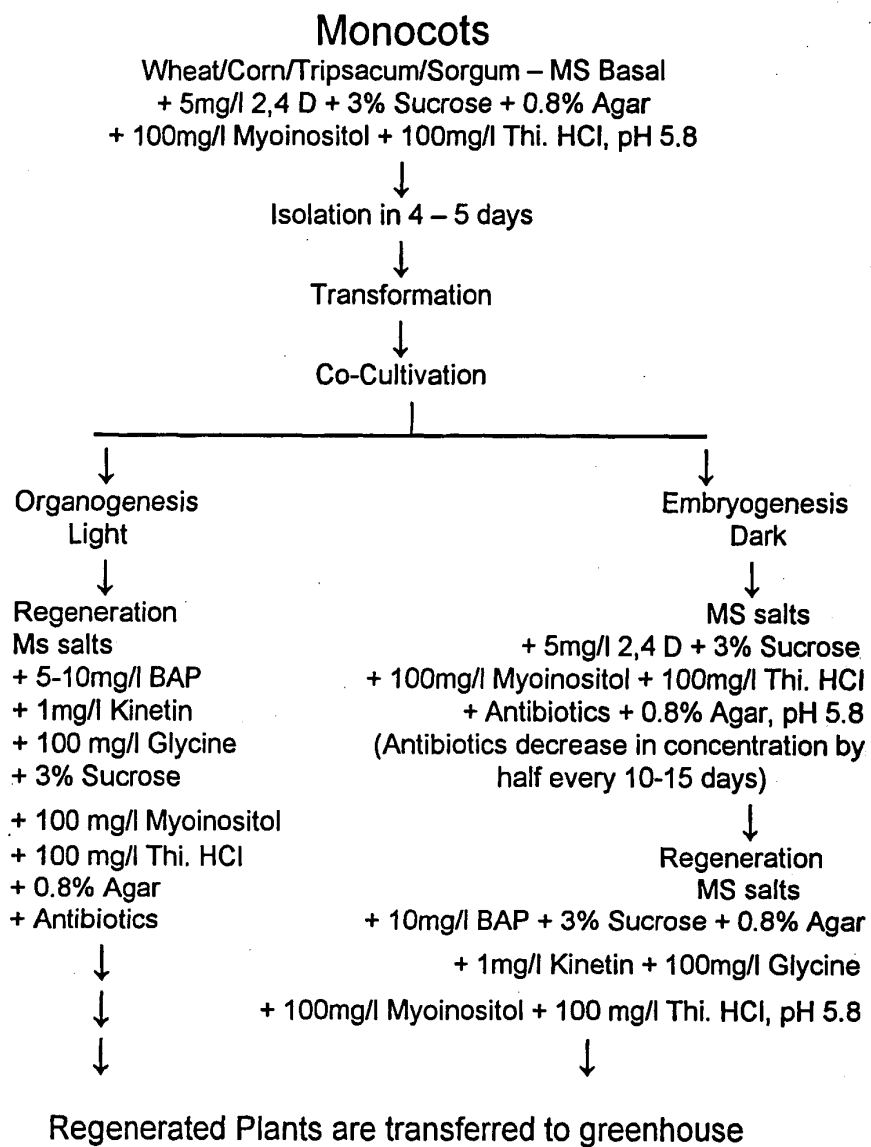 Monocots
Wheat/Corn/Tripsacum/Sorgum – MS Basal
+ 5mg/l 2,4 D + 3% Sucrose + 0.8% Agar
+ 100mg/l Myoinositol + 100mg/l Thi. HCl, pH 5.8
Isolation in 4 – 5 days
Transformation
Co-Cultivation
Organogenesis
Light
Regeneration
Ms salts
+ 5-10mg/l BAP
+ 1mg/l Kinetin
+ 100 mg/l Glycine
+ 3% Sucrose
+ 100 mg/l Myoinositol
+ 100 mg/l Thi. HCl
+ 0.8% Agar
+ Antibiotics
Embryogenesis
Dark
MS salts
+ 5mg/l 2,4 D + 3% Sucrose
+ 100mg/l Myoinositol + 100mg/l Thi. HCl
+ Antibiotics + 0.8% Agar, pH 5.8
(Antibiotics decrease in concentration by
half every 10-15 days)
Regeneration
MS salts
+ 10mg/l BAP + 3% Sucrose + 0.8% Agar
+ 1mg/l Kinetin + 100mg/l Glycine
+ 100mg/l Myoinositol + 100 mg/l Thi. HCl, pH 5.8
Regenerated Plants are transferred to greenhouse